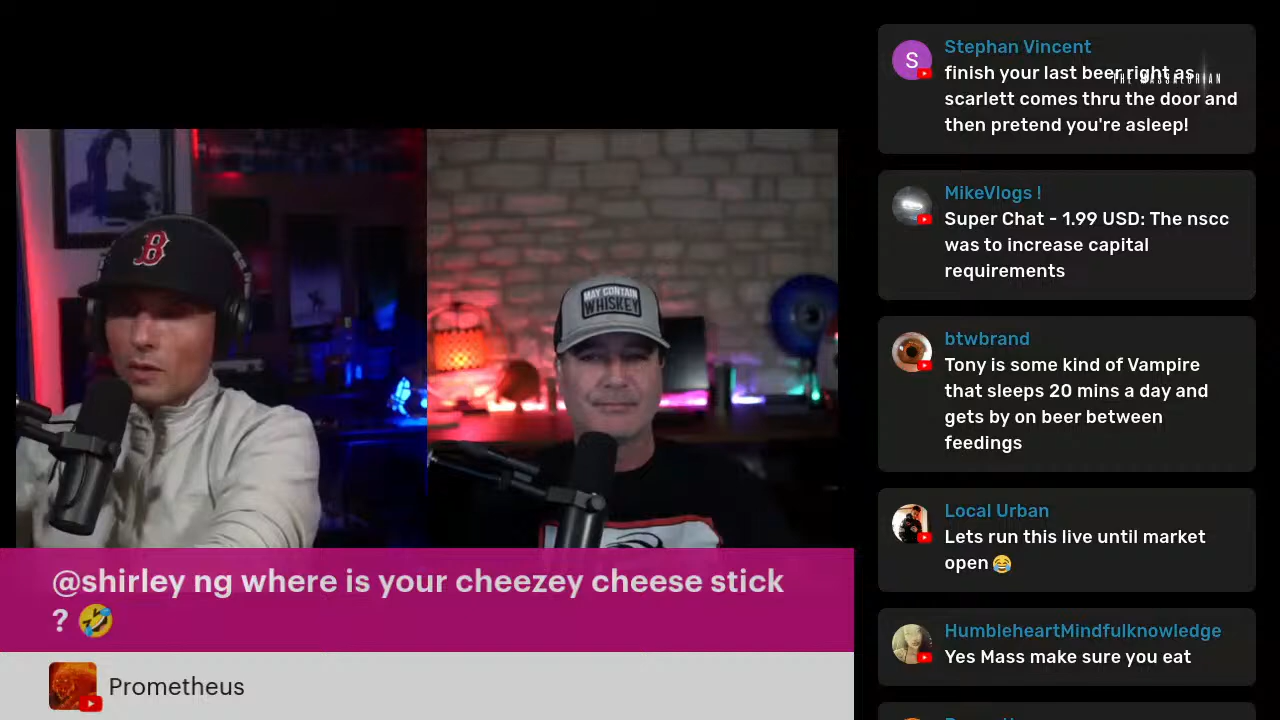 Stephan Vincent
finish your last beer right as
scarlett comes thru the door and
then pretend you're asleep!
MikeVlogs !
Super Chat - 1.99 USD: The nscc
was to increase capital
requirements
btwbrand
Tony is some kind of Vampire
that sleeps 20 mins a day and
gets by on beer between
feedings
Local Urban
Lets run this live until market
open 😂
HumbleheartMindfulknowledge
Yes Mass make sure you eat
B
MAY CONTAIN
WHISKEY
@shirley ng where is your cheezey cheese stick
? 🤣
Prometheus
S